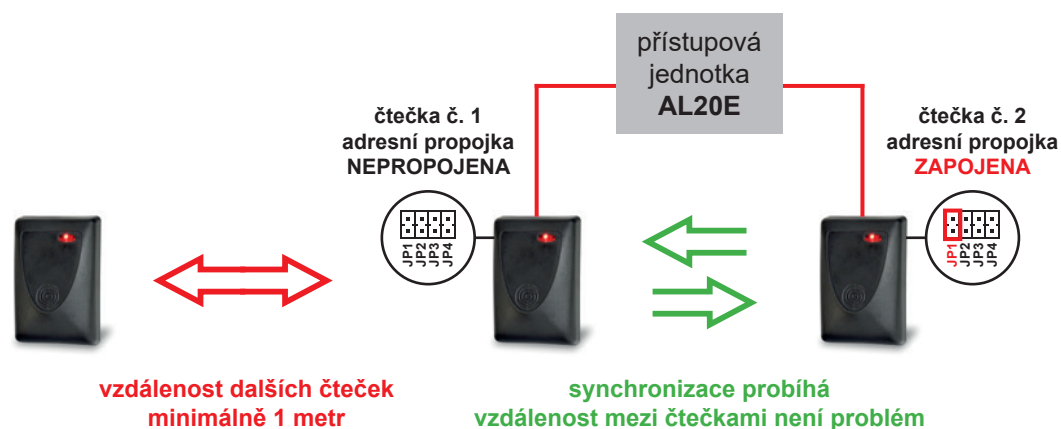 přístupová
jednotka
AL20E
čtečka č. 1
adresní propojka
NEPROPOJENA
JP1
JP2
JP3
JP4
čtečka č. 2
adresní propojka
ZAPOJENA
JP1
JP2
JP3
JP4
vzdálenost dalších čteček
minimálně 1 metr
synchronizace probíhá
vzdálenost mezi čtečkami není problém